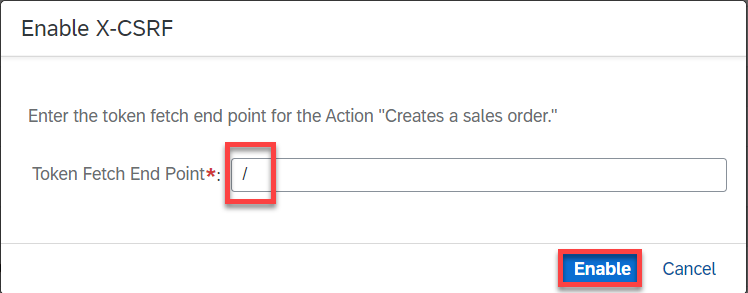 Enable X-CSRF
Enter the token fetch end point for the Action "Creates a sales order."
Token Fetch End Point*: /
Enable Cancel